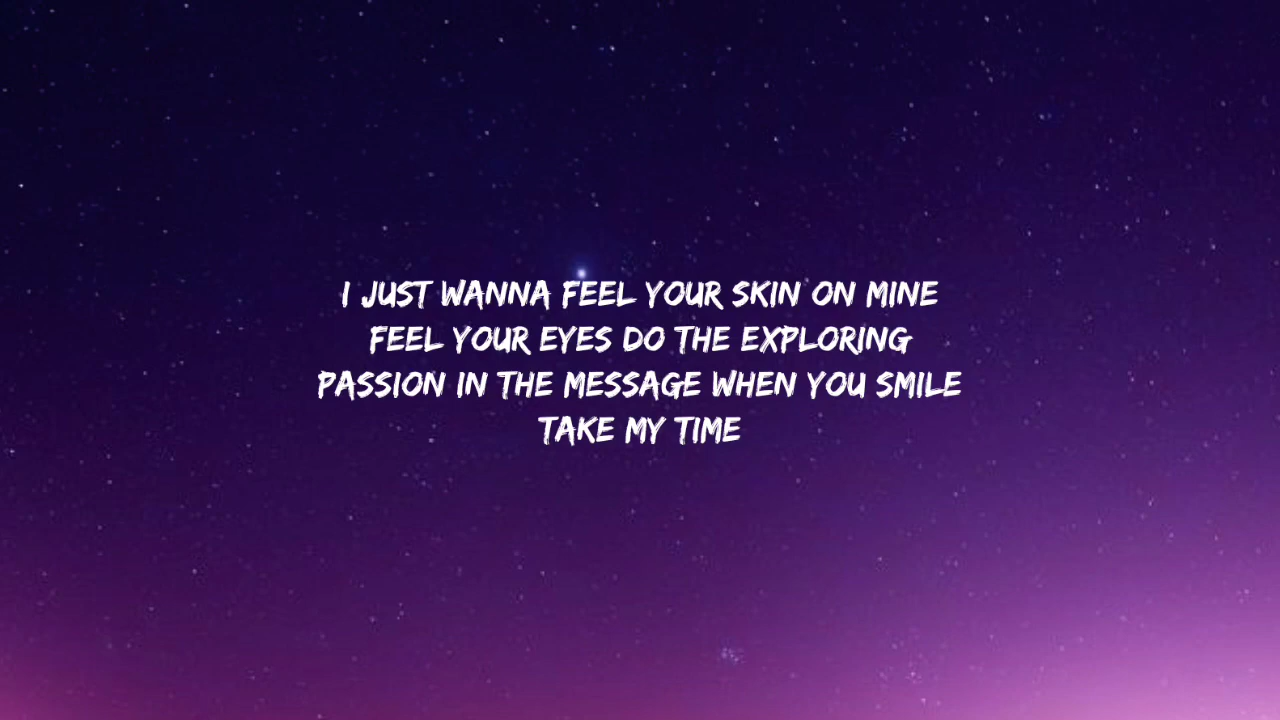 I JUST WANNA FEEL YOUR SKIN ON MINE
FEEL YOUR EYES DO THE EXPLORING
PASSION IN THE MESSAGE WHEN YOU SMILE
TAKE MY TIME